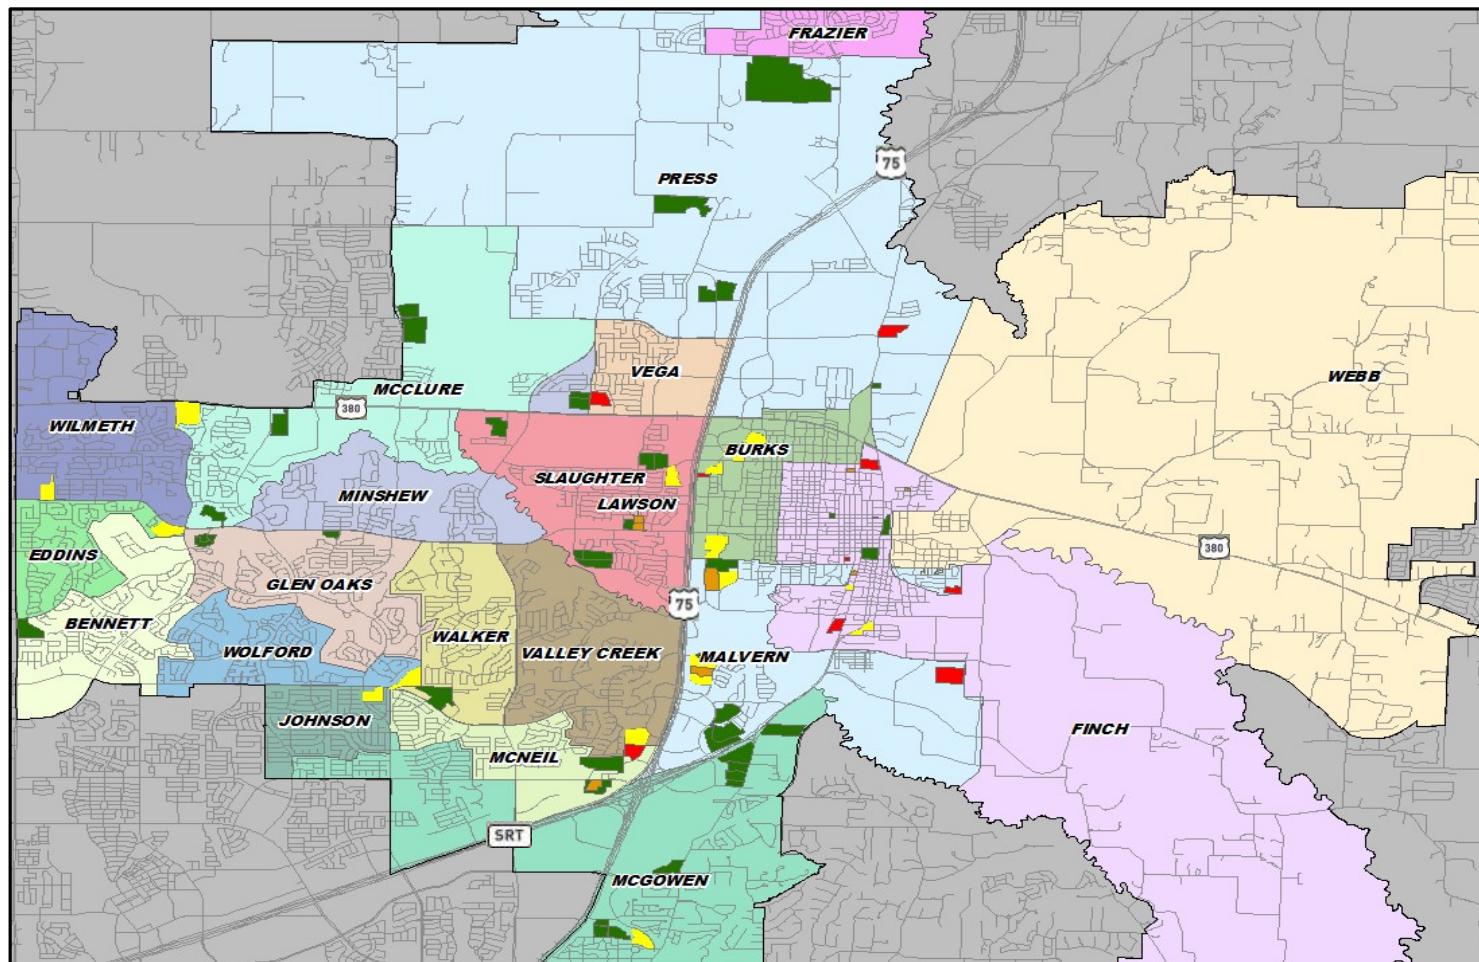 FRAZIER
75
PRESS
VEGA
WEBB
MCCLURE
380
WILMETH
BURKS
SLAUGHTER
MINSHEW
LAWSON
EDDINS
380
GLEN OAKS
75
BENNETT
WALKER
WOLFORD
VALLEY CREEK
MALVERN
JOHNSON
FINCH
MCNEIL
SRT
MCGOWEN